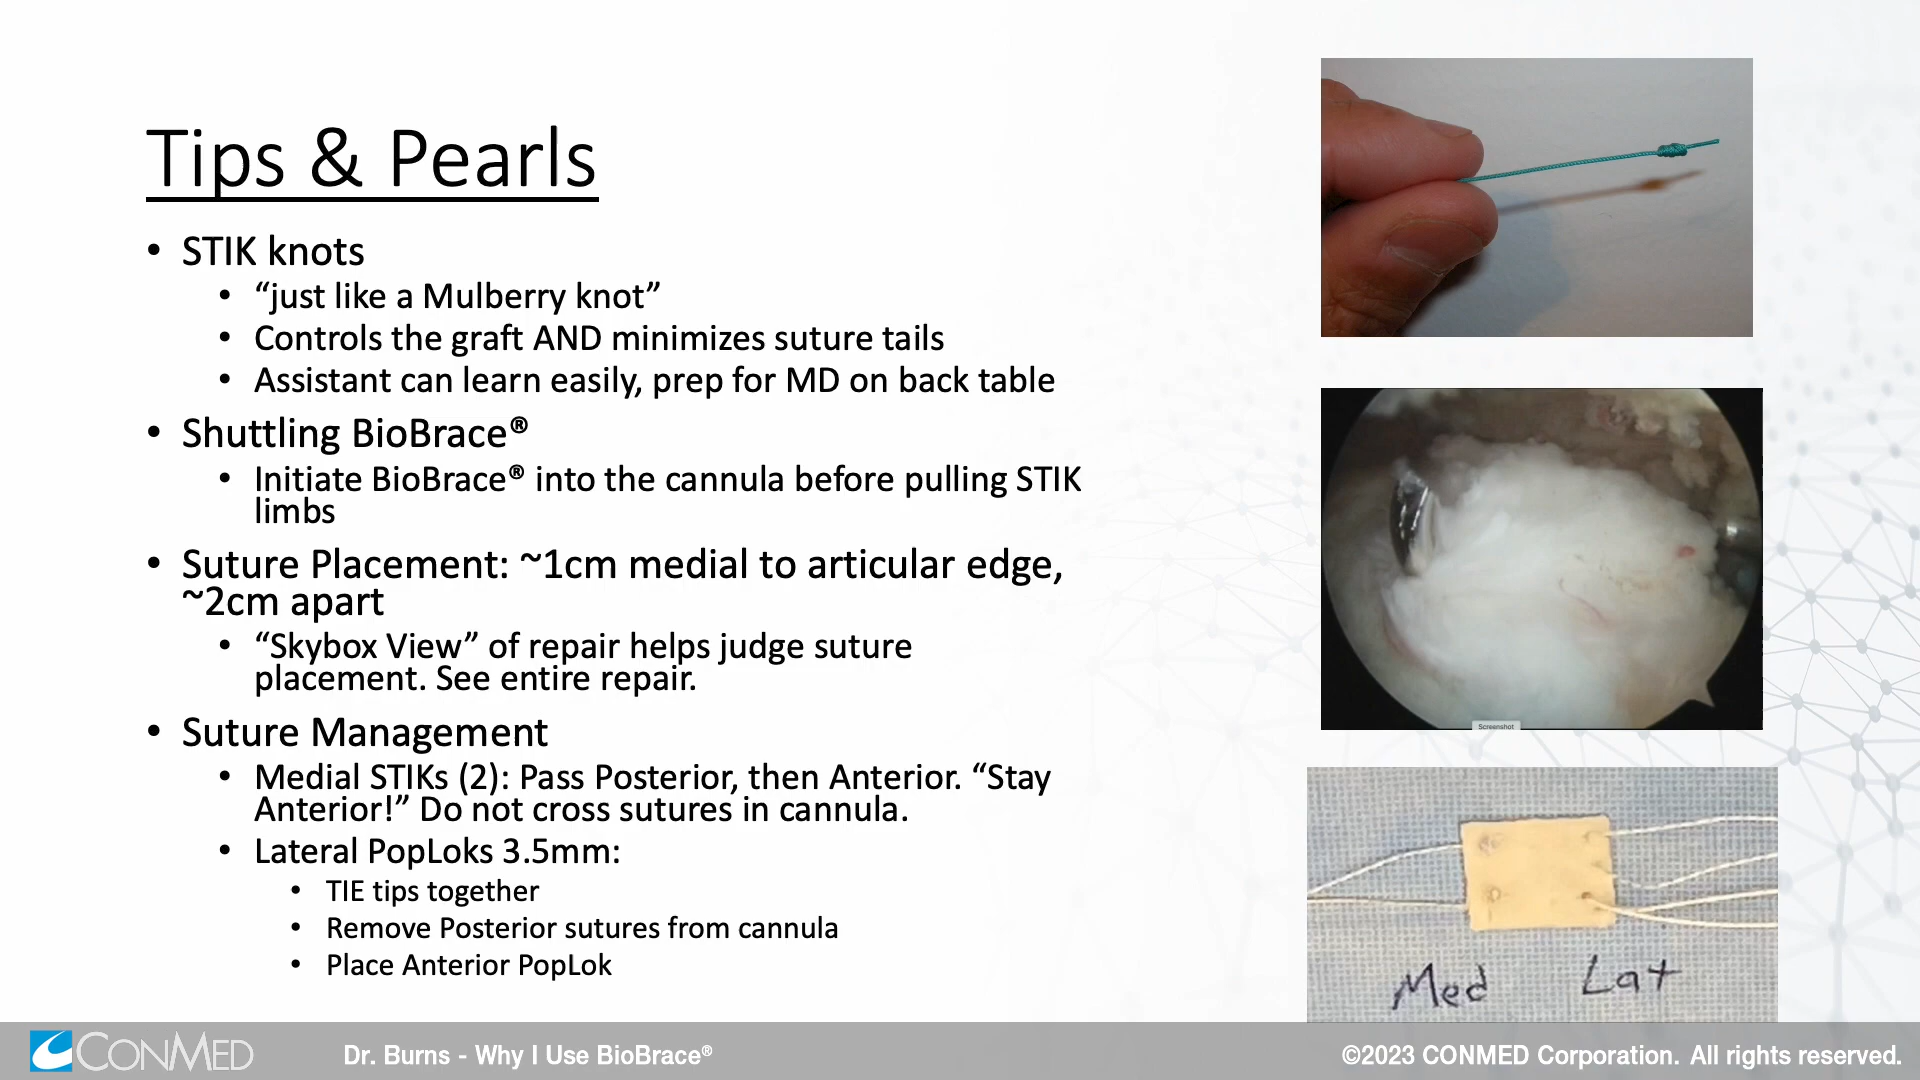 Tips & Pearls
• STIK knots
• “just like a Mulberry knot”
• Controls the graft AND minimizes suture tails
• Assistant can learn easily, prep for MD on back table
• Shuttling BioBrace®
• Initiate BioBrace® into the cannula before pulling STIK
limbs
• Suture Placement: ~1cm medial to articular edge,
~2cm apart
• “Skybox View” of repair helps judge suture
placement. See entire repair.
• Suture Management
• Medial STIKs (2): Pass Posterior, then Anterior. “Stay
Anterior!” Do not cross sutures in cannula.
• Lateral PopLoks 3.5mm:
• TIE tips together
• Remove Posterior sutures from cannula
• Place Anterior PopLok
Screenshot
Med Lat
CONMED
Dr. Burns - Why I Use BioBrace®
©2023 CONMED Corporation. All rights reserved.